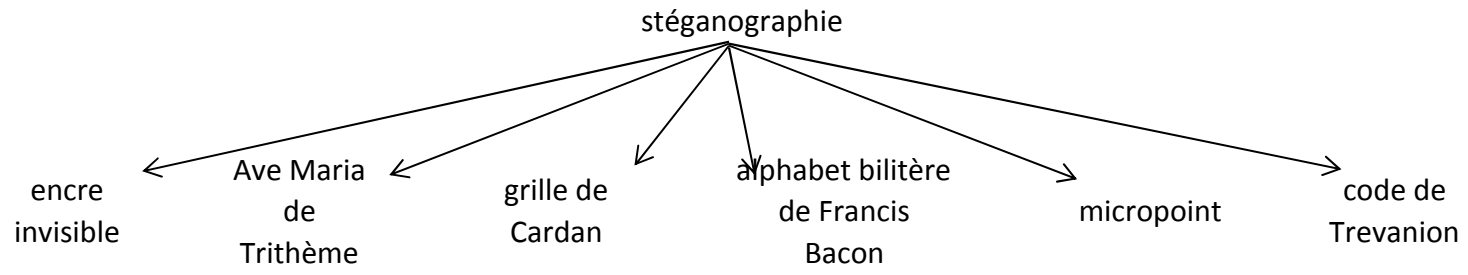 stéganographie
encre
invisible
Ave Maria
de
Trithème
grille de
Cardan
alphabet bilitère
de Francis
Bacon
micropoint
code de
Trevanion